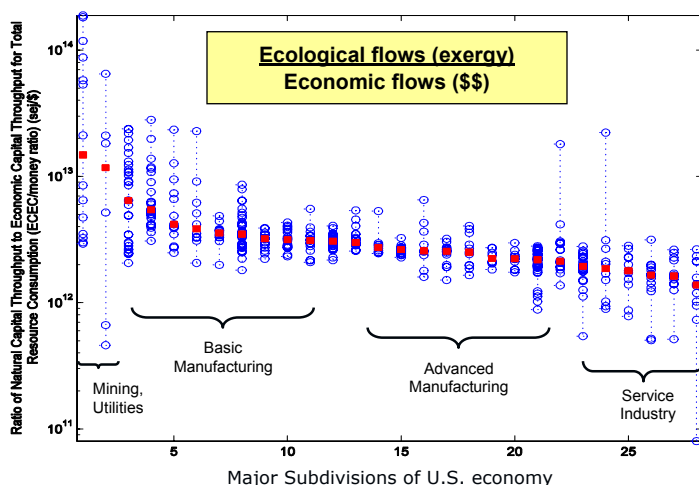 Ecological flows (exergy)
Economic flows ($$)
Ratio of Natural Capital Throughput to Economic Capital Throughput for Total
Resource Consumption (ECEC/money ratio) (sej/$)
10^14
10^13
10^12
10^11
Basic
Manufacturing
Mining,
Utilities
Advanced
Manufacturing
Service
Industry
5 10 15 20 25
Major Subdivisions of U.S. economy